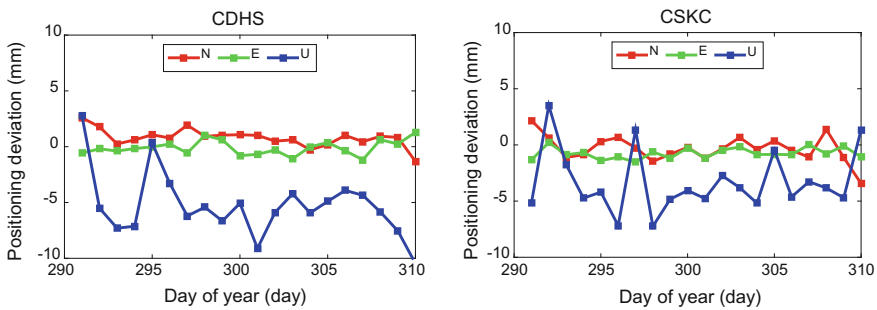 CDHS
Positioning deviation (mm)
10
5
0
-5
-10
N E U
290 295 300 305 310
Day of year (day)
CSKC
Positioning deviation (mm)
10
5
0
-5
-10
N E U
290 295 300 305 310
Day of year (day)